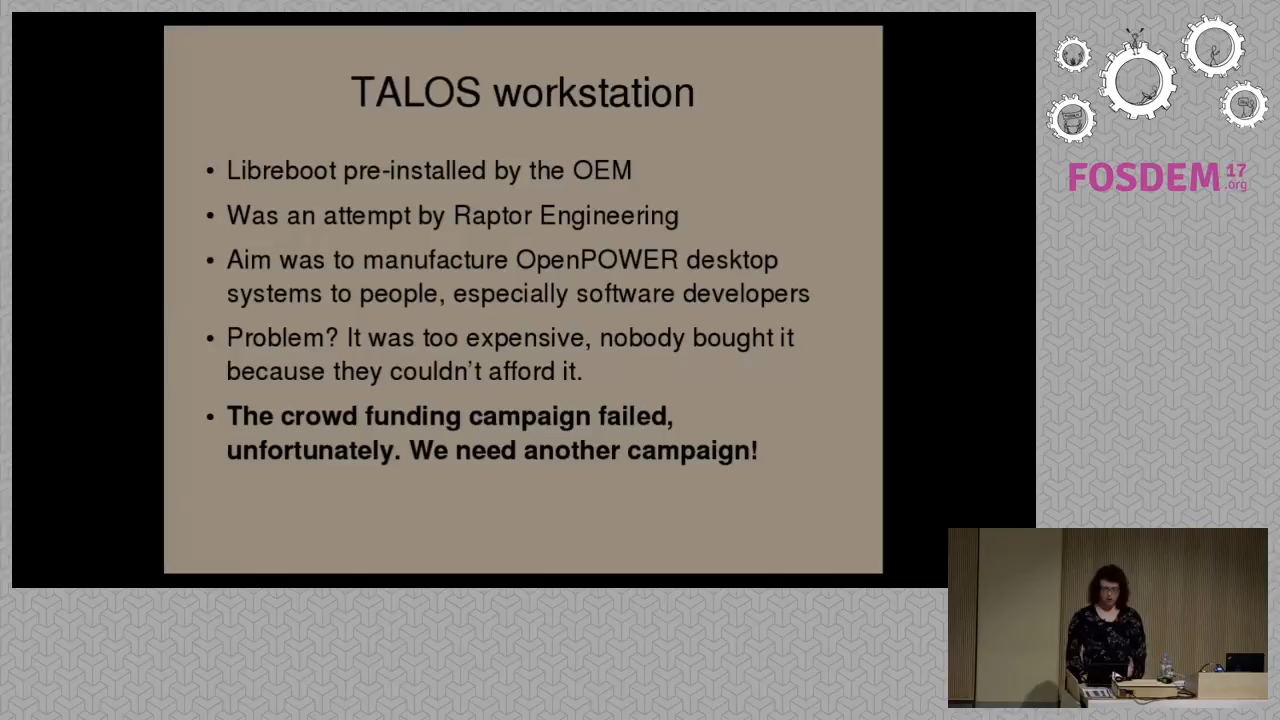 TALOS workstation
• Libreboot pre-installed by the OEM
• Was an attempt by Raptor Engineering
• Aim was to manufacture OpenPOWER desktop
systems to people, especially software developers
• Problem? It was too expensive, nobody bought it
because they couldn't afford it.
• The crowd funding campaign failed,
unfortunately. We need another campaign!
FOSDEM 17
.org